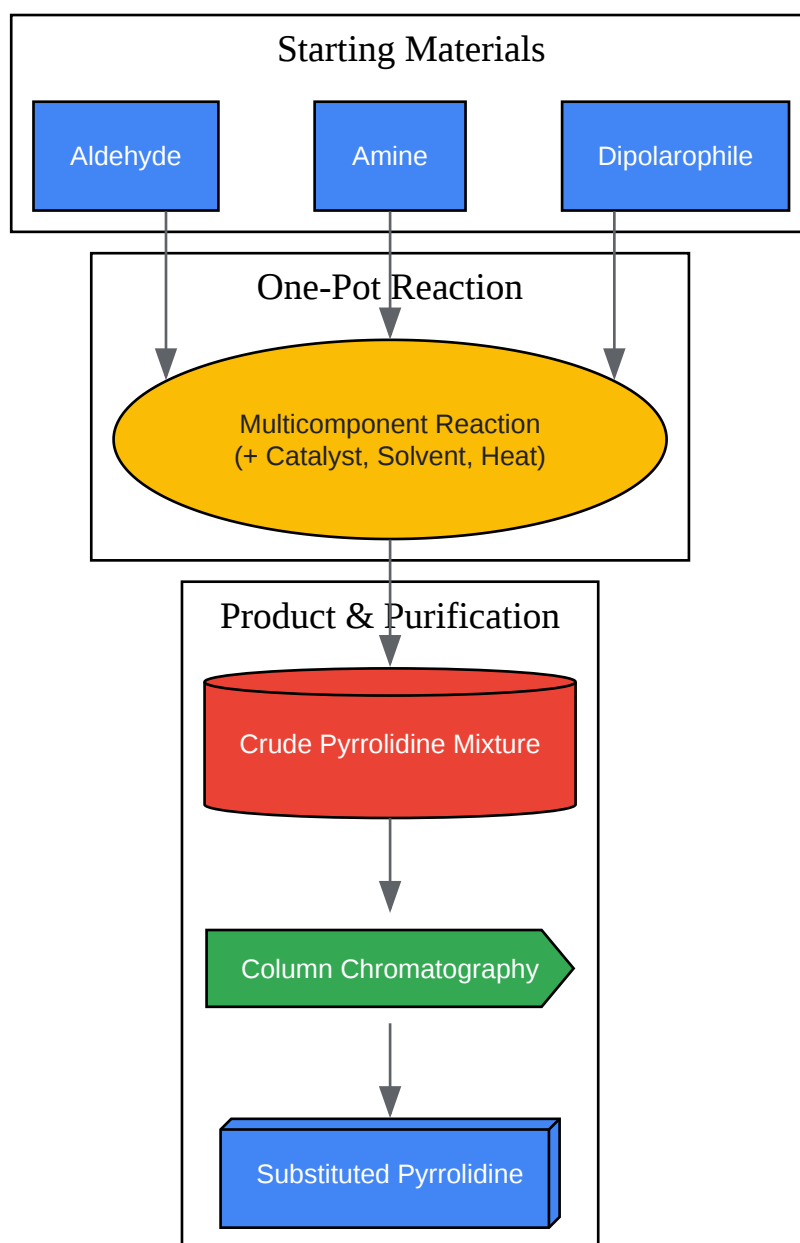 Starting Materials
Aldehyde
Amine
Dipolarophile
One-Pot Reaction
Multicomponent Reaction
(+ Catalyst, Solvent, Heat)
Product & Purification
Crude Pyrrolidine Mixture
Column Chromatography
Substituted Pyrrolidine